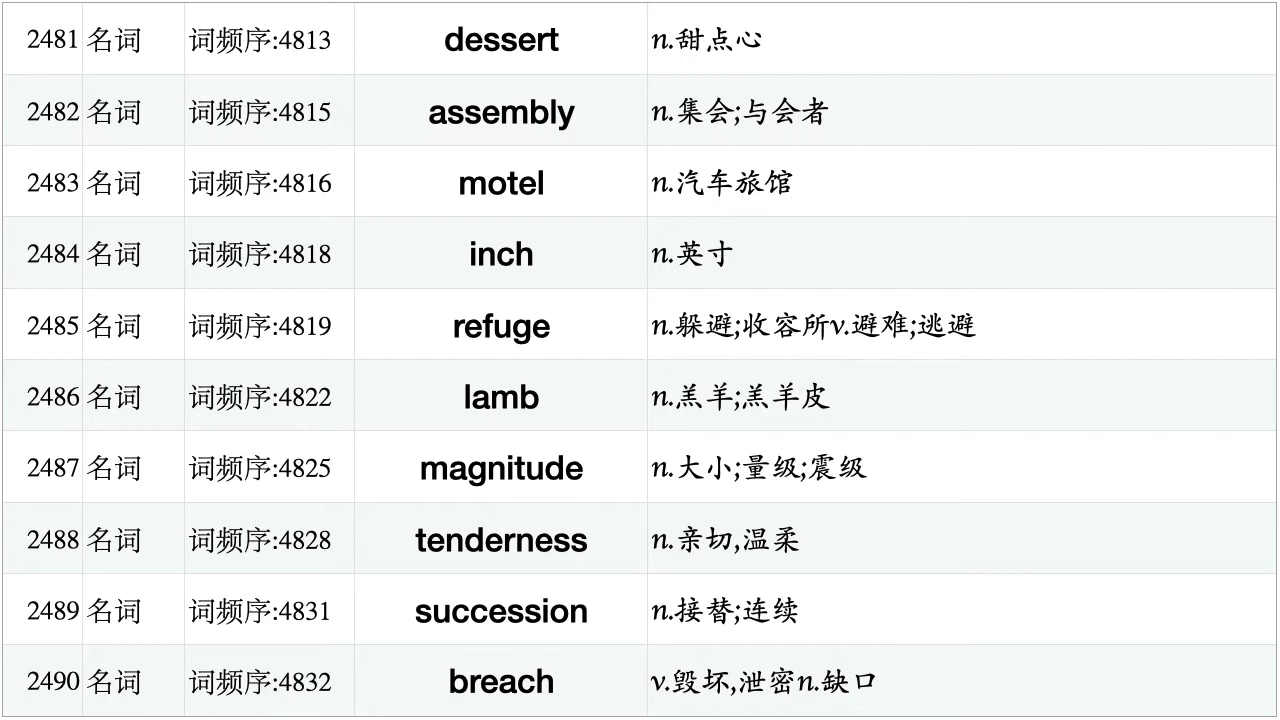 2481 名词 词频序:4813 dessert n.甜点心
2482 名词 词频序:4815 assembly n.集会;与会者
2483 名词 词频序:4816 motel n.汽车旅馆
2484 名词 词频序:4818 inch n.英寸
2485 名词 词频序:4819 refuge n.躲避;收容所v.避难;逃避
2486 名词 词频序:4822 lamb n.羔羊;羔羊皮
2487 名词 词频序:4825 magnitude n.大小;量级;震级
2488 名词 词频序:4828 tenderness n.亲切,温柔
2489 名词 词频序:4831 succession n.接替;连续
2490 名词 词频序:4832 breach v.毁坏,泄密n.缺口